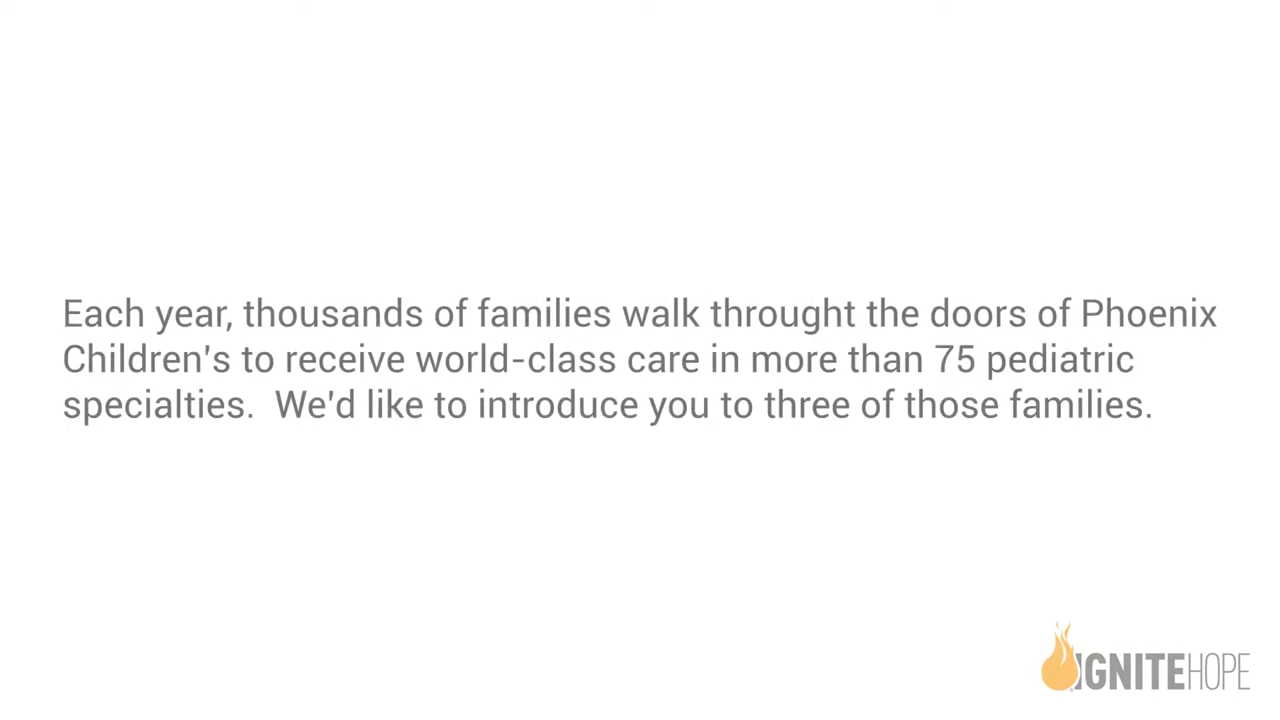 Each year, thousands of families walk throught the doors of Phoenix
Children's to receive world-class care in more than 75 pediatric
specialties.  We'd like to introduce you to three of those families.
IGNITEHOPE